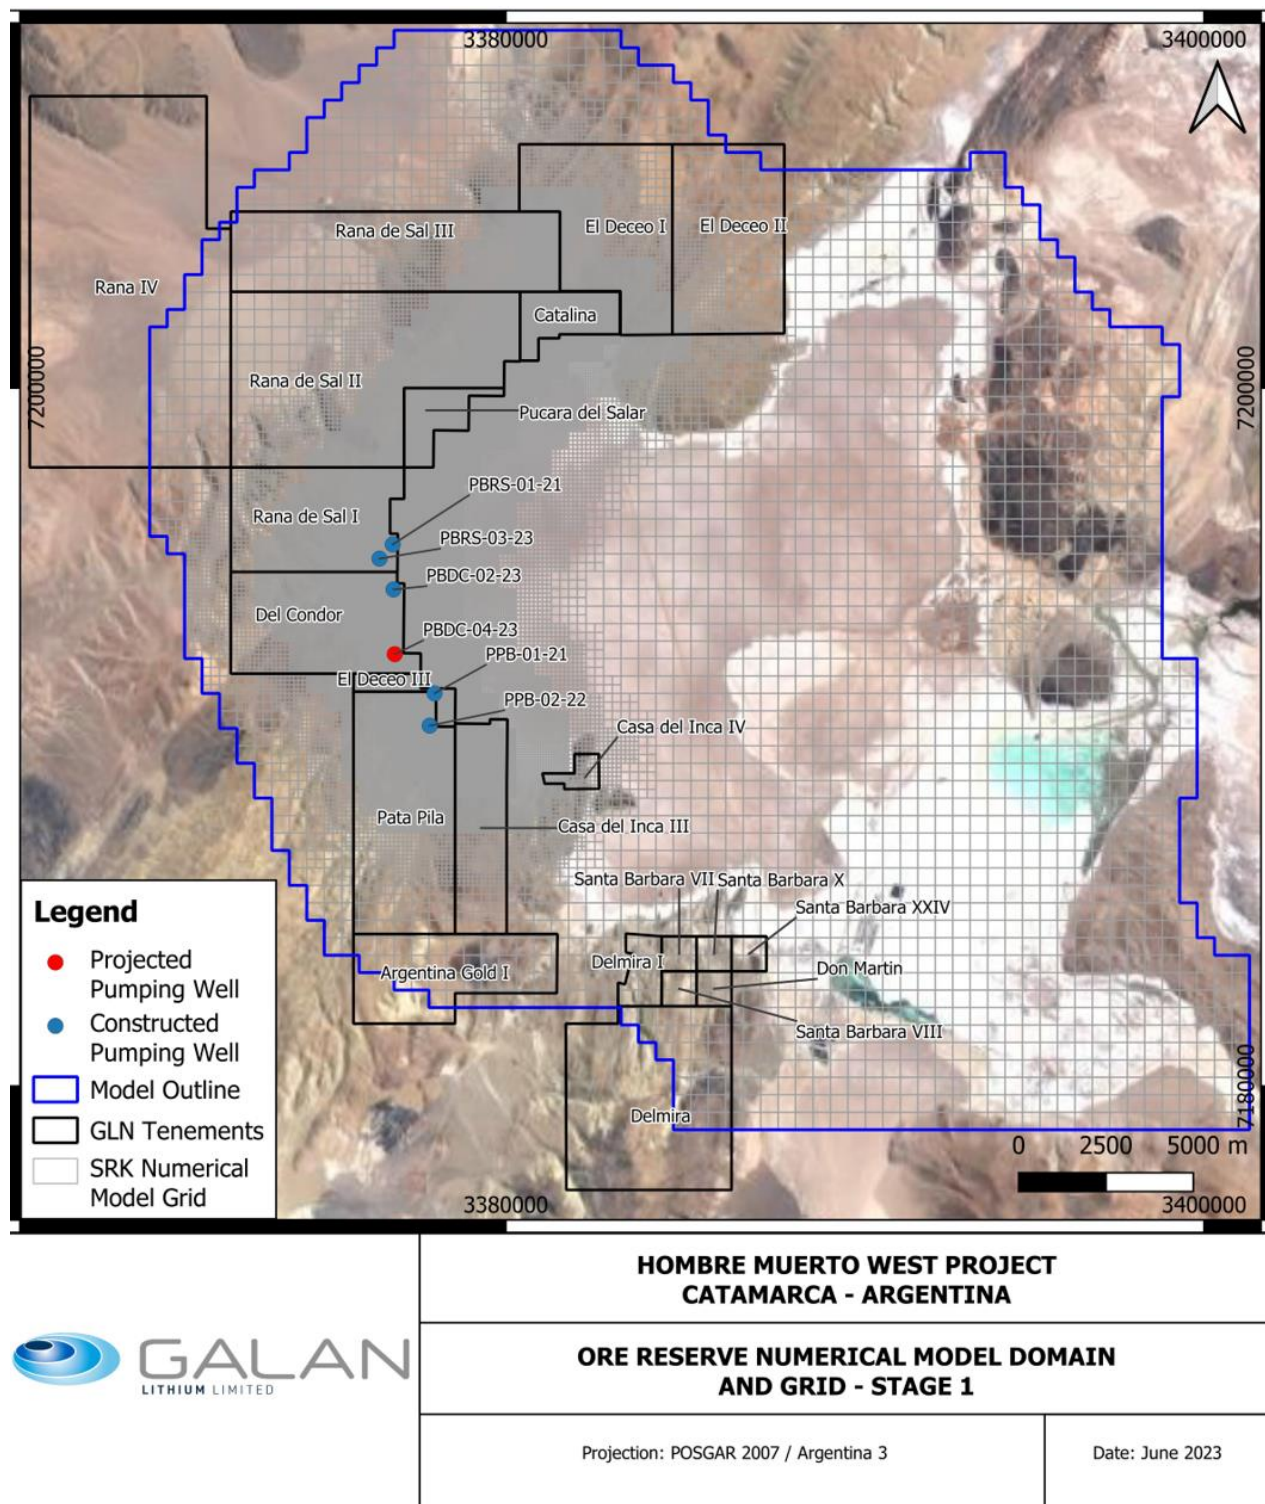 3380000
3400000
El Deceo I
El Deceo II
Rana de Sal III
Rana IV
Catalina
7200000
7200000
Rana de Sal II
Pucara del Salar
PBRS-01-21
Rana de Sal I
PBRS-03-23
PBDC-02-23
Del Condor
PBDC-04-23
PPB-01-21
El Deceo III
PPB-02-22
Casa del Inca IV
Pata Pila
Casa del Inca III
Santa Barbara VII
Santa Barbara X
Santa Barbara XXIV
Delmira I
Don Martin
Argentina Gold I
Santa Barbara VIII
Delmira
7180000
Legend
Projected
Pumping Well
Constructed
Pumping Well
Model Outline
GLN Tenements
SRK Numerical
Model Grid
0 2500 5000 m
3380000
3400000
GALAN
LITHIUM LIMITED
HOMBRE MUERTO WEST PROJECT
CATAMARCA - ARGENTINA
ORE RESERVE NUMERICAL MODEL DOMAIN
AND GRID - STAGE 1
Projection: POSGAR 2007 / Argentina 3
Date: June 2023